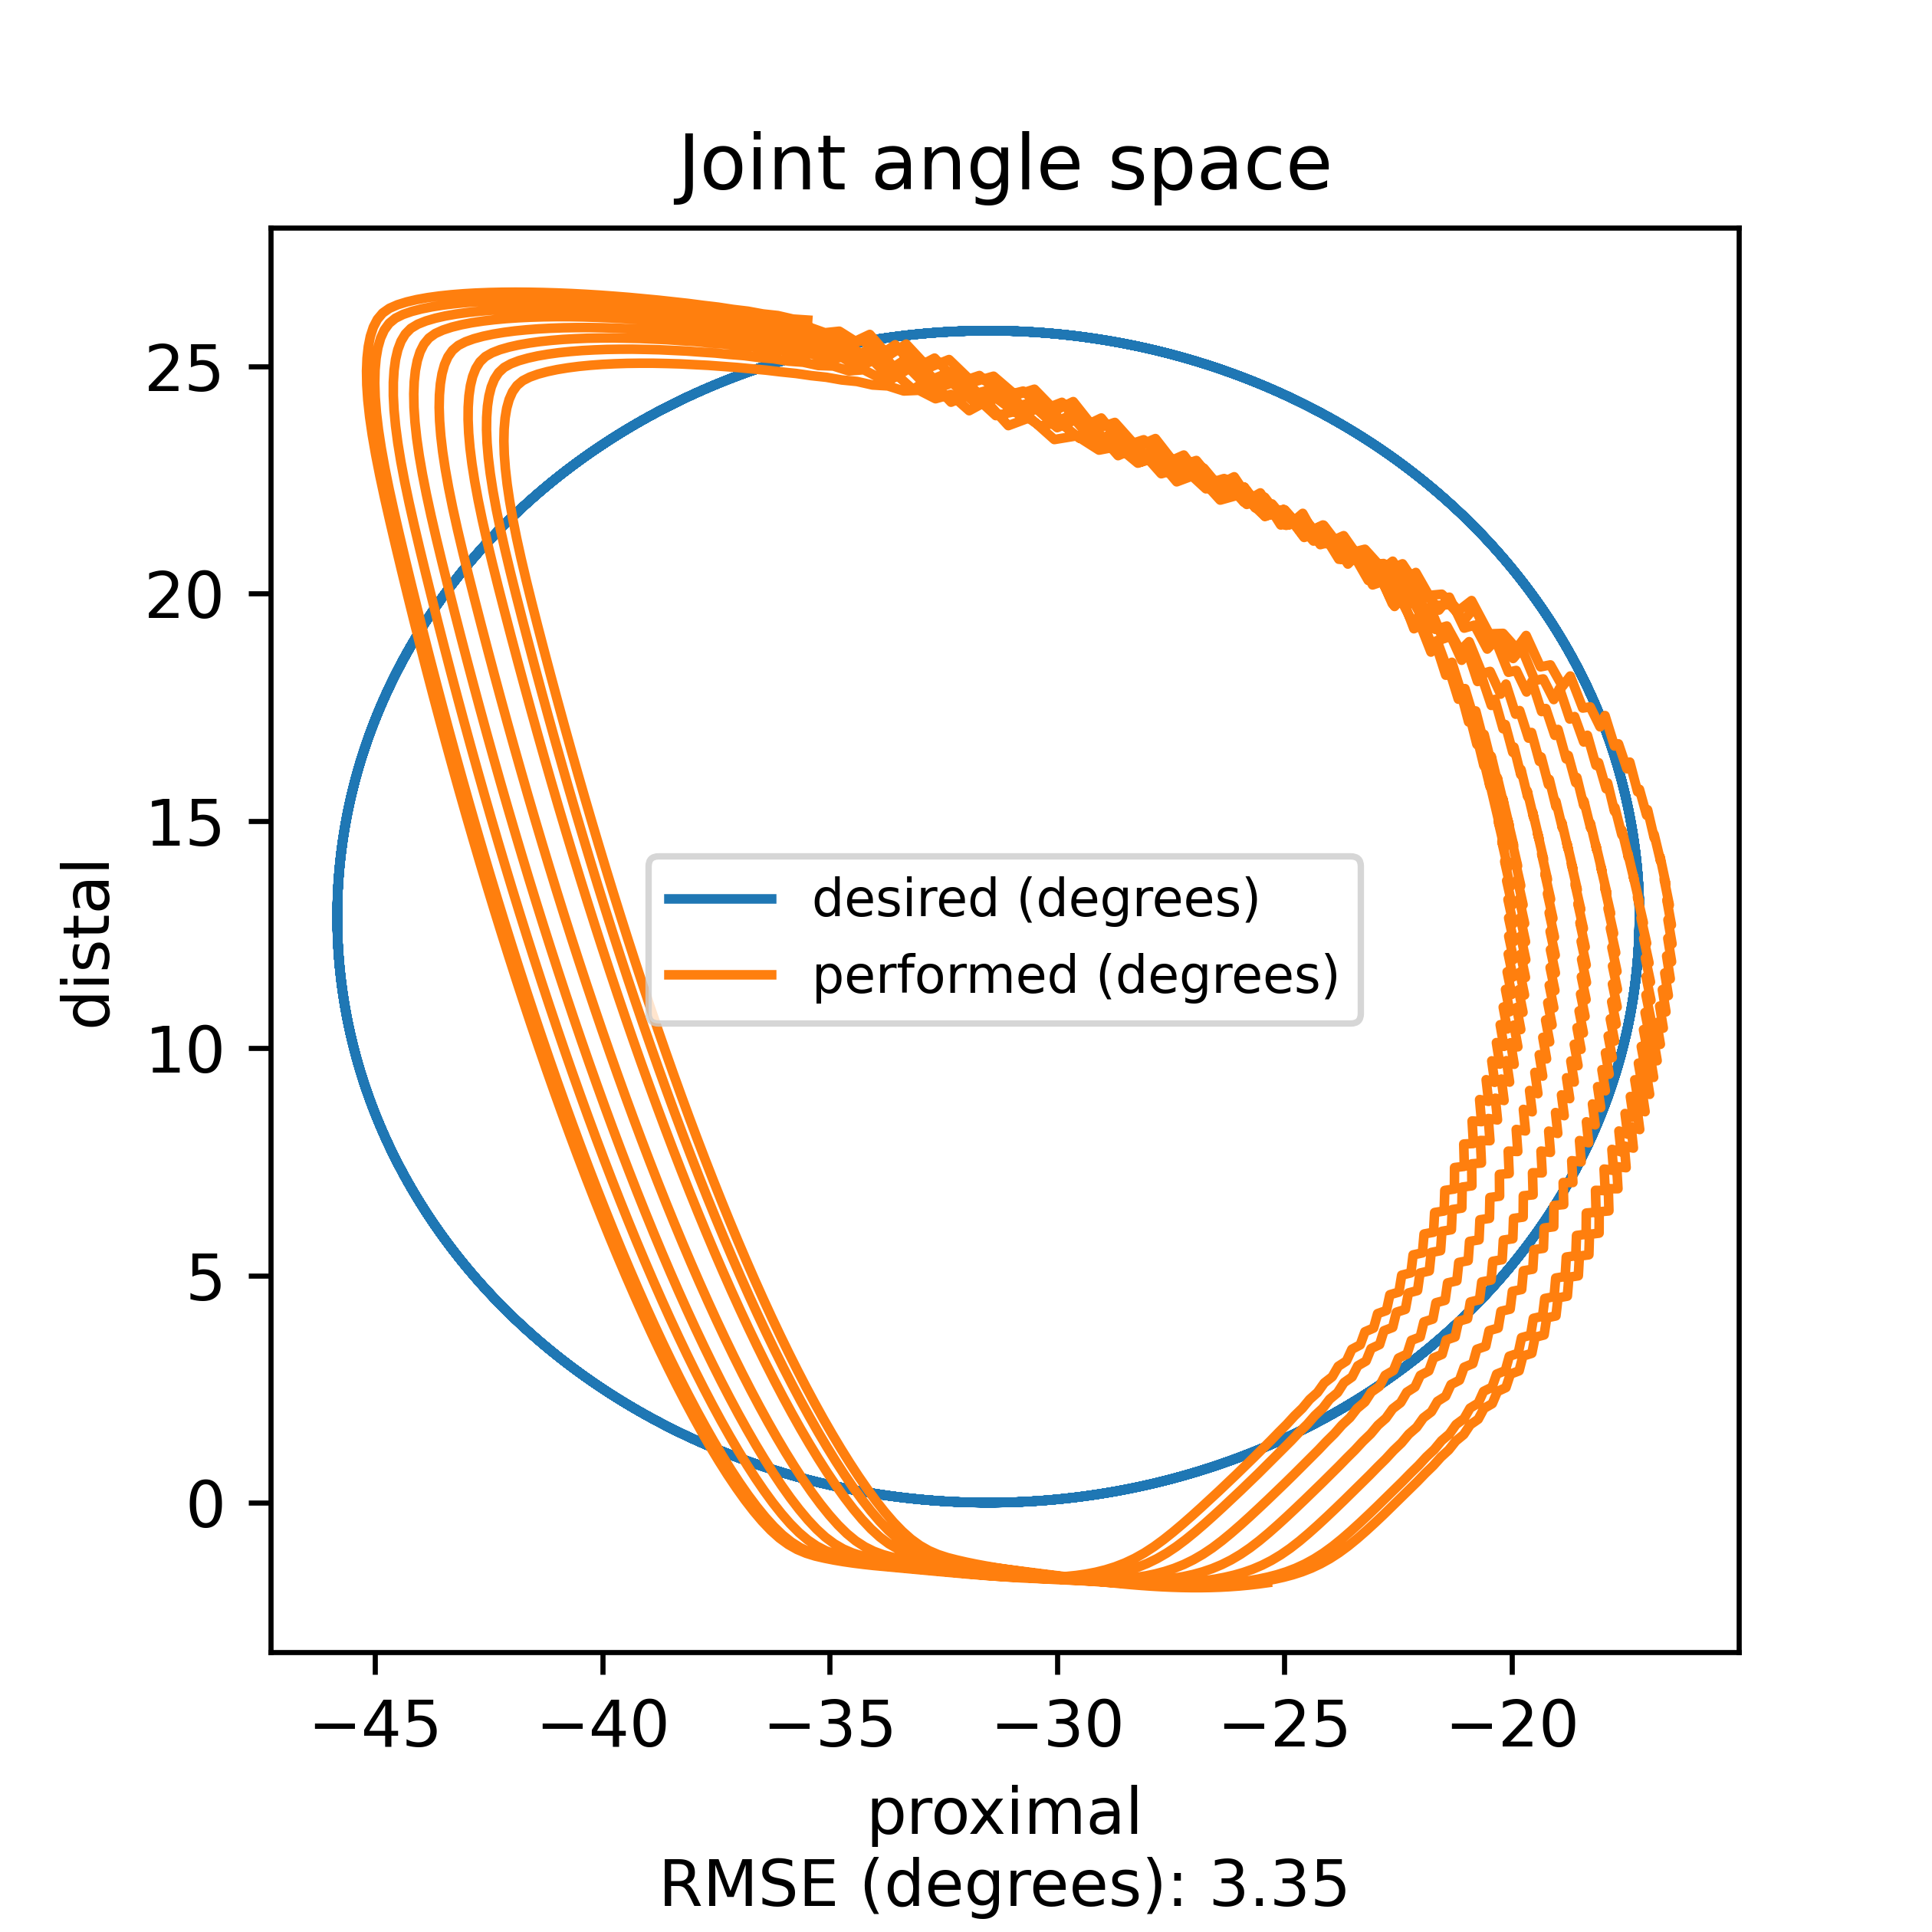 Joint angle space
25
20
15
10
5
0
distal
desired (degrees)
performed (degrees)
−45 −40 −35 −30 −25 −20
proximal
RMSE (degrees): 3.35